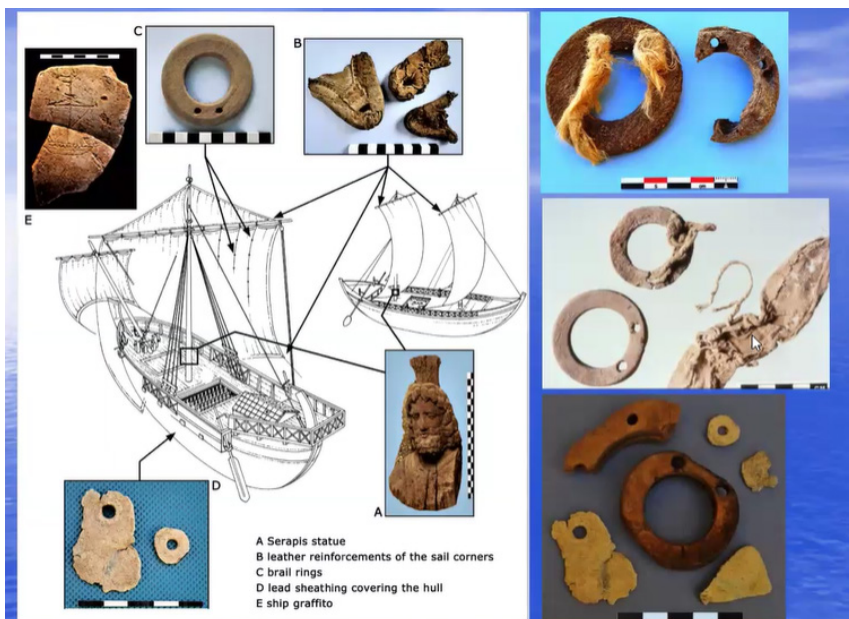 C
B
E
D
A
A Serapis statue
B leather reinforcements of the sail corners
C brail rings
D lead sheathing covering the hull
E ship graffito